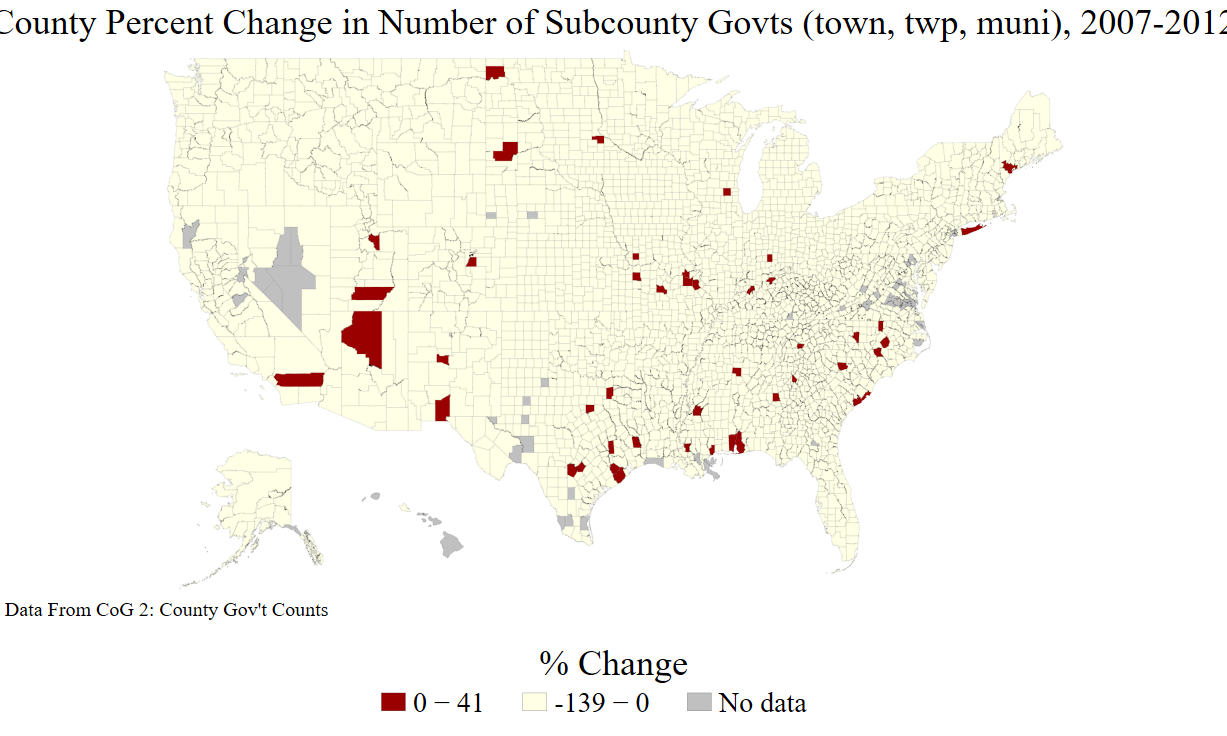 County Percent Change in Number of Subcounty Govts (town, twp, muni), 2007-2012
Data From CoG 2: County Gov't Counts
% Change
0 − 41
-139 − 0
No data